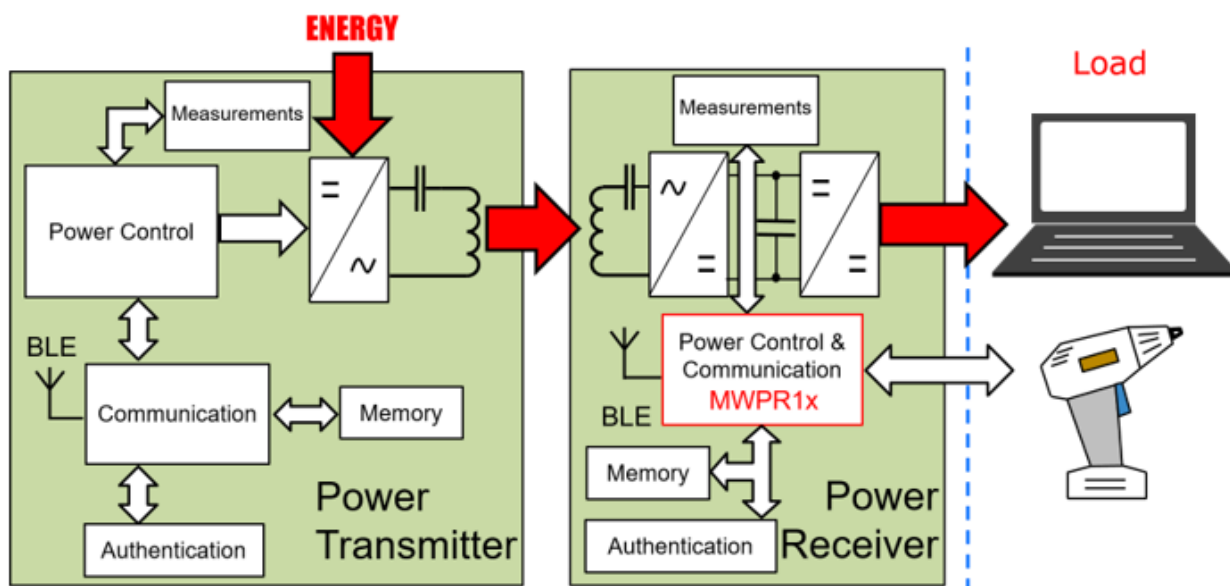 ENERGY
Measurements
Power Control
BLE
Communication
Memory
Authentication
Power
Transmitter
Measurements
Power Control &
Communication
MWPR1x
BLE
Memory
Authentication
Power
Receiver
Load